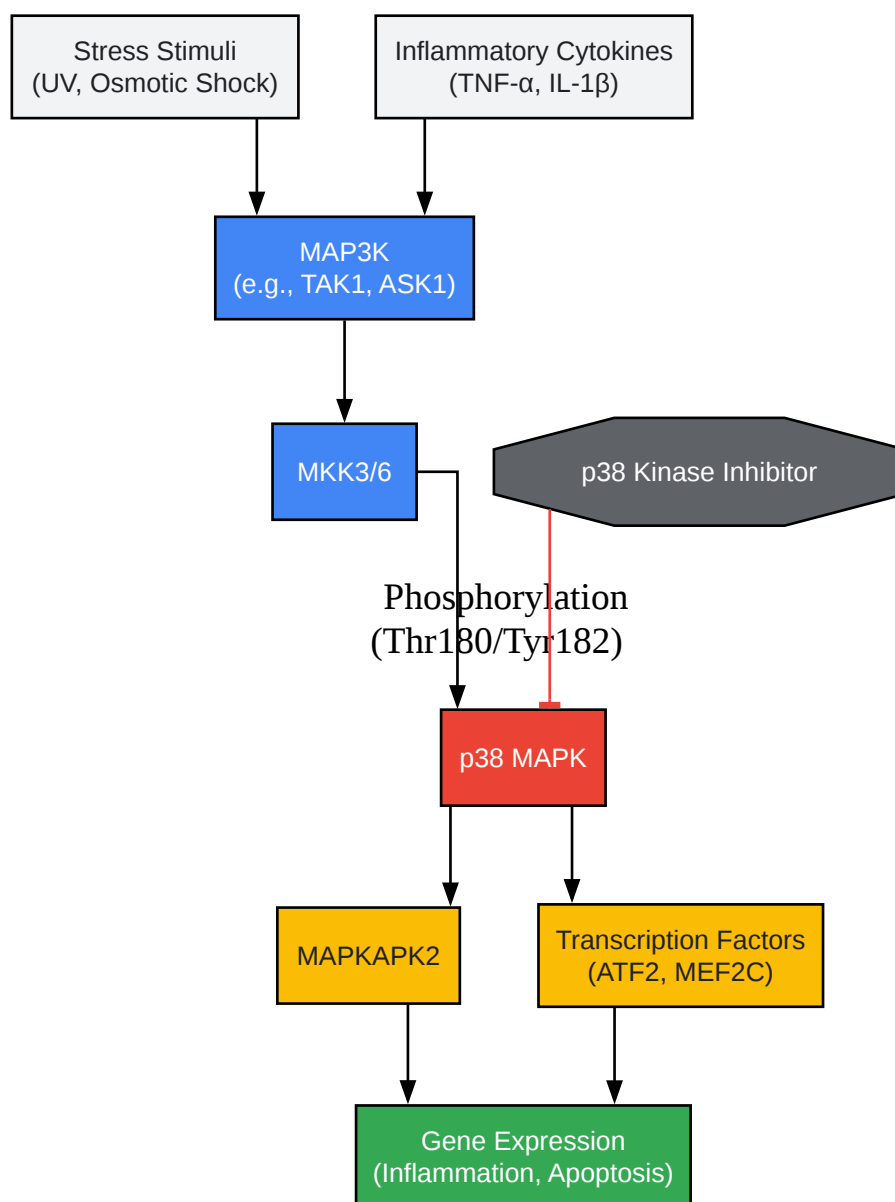 Stress Stimuli
(UV, Osmotic Shock)
Inflammatory Cytokines
(TNF-α, IL-1β)
MAP3K
(e.g., TAK1, ASK1)
MKK3/6
p38 Kinase Inhibitor
Phosphorylation
(Thr180/Tyr182)
p38 MAPK
MAPKAPK2
Transcription Factors
(ATF2, MEF2C)
Gene Expression
(Inflammation, Apoptosis)